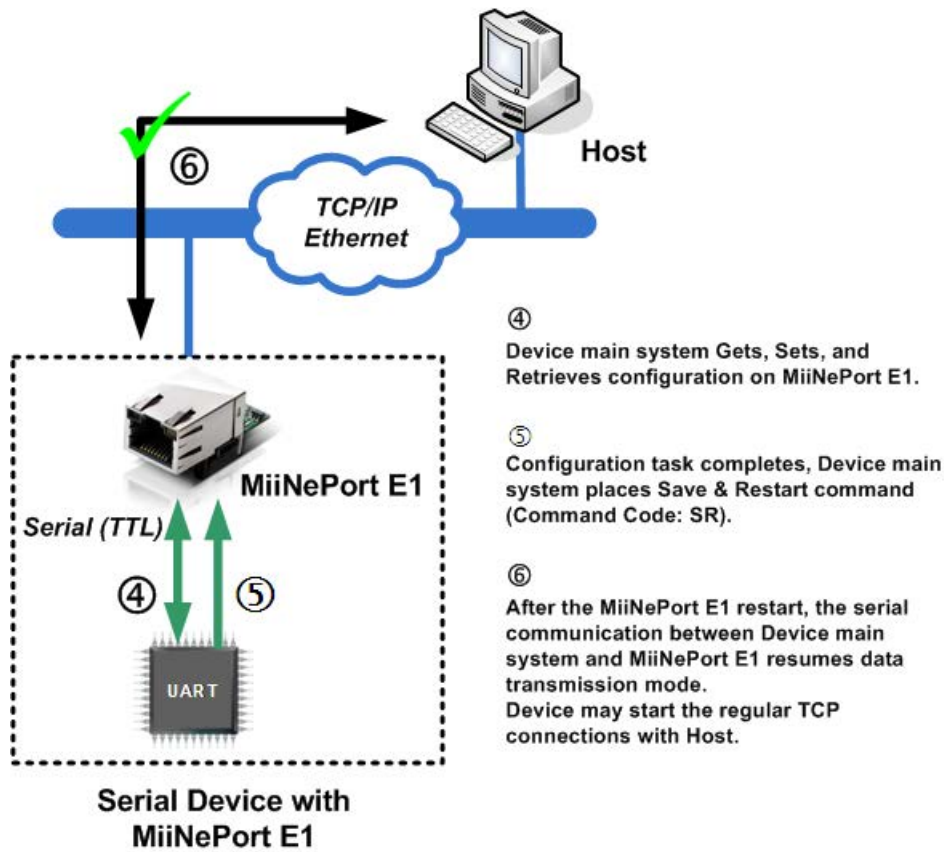 ⑥
Host
TCP/IP
Ethernet
MiiNePort E1
Serial (TTL)
④
⑤
UART
Serial Device with
MiiNePort E1
④
Device main system Gets, Sets, and
Retrieves configuration on MiiNePort E1.
⑤
Configuration task completes, Device main
system places Save & Restart command
(Command Code: SR).
⑥
After the MiiNePort E1 restart, the serial
communication between Device main
system and MiiNePort E1 resumes data
transmission mode.
Device may start the regular TCP
connections with Host.